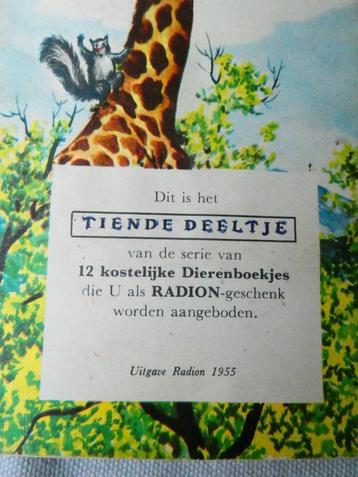 Dit is het
TIENDE DEELTJE
van de serie van
12 kostelijke Dierenboekjes
die U als RADION-geschenk
worden aangeboden.
Uitgave Radion 1955